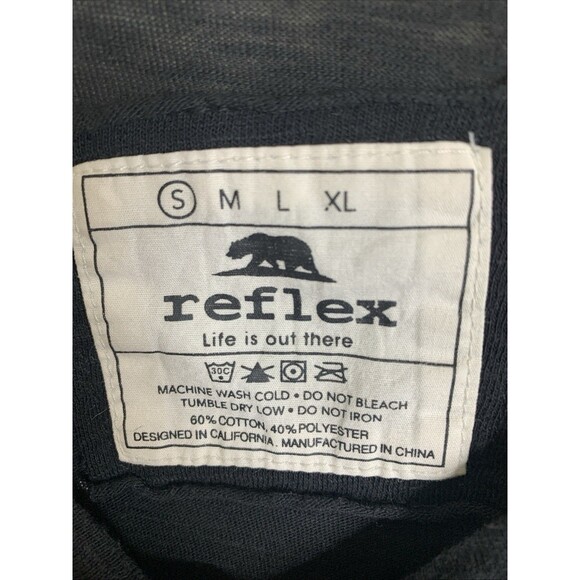 S M L XL
reflex
Life is out there
30C
MACHINE WASH COLD • DO NOT BLEACH
TUMBLE DRY LOW • DO NOT IRON
60% COTTON, 40% POLYESTER
DESIGNED IN CALIFORNIA. MANUFACTURED IN CHINA